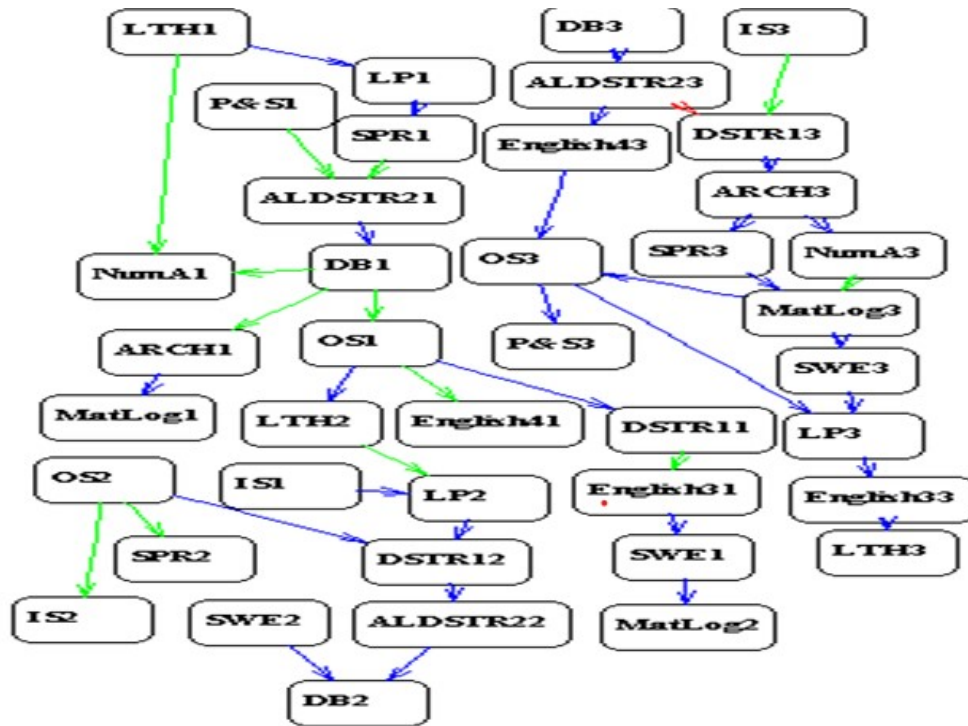 LTH1
DB3
IS3
LP1
ALDSTR23
P&S1
SPR1
English43
DSTR13
ALDSTR21
ARCH3
NumA1
DB1
OS3
SPR3
NumA3
MatLog3
ARCH1
OS1
P&S3
SWE3
MatLog1
LTH2
English41
DSTR11
LP3
OS2
IS1
LP2
English31
English33
SPR2
DSTR12
SWE1
LTH3
IS2
SWE2
ALDSTR22
MatLog2
DB2